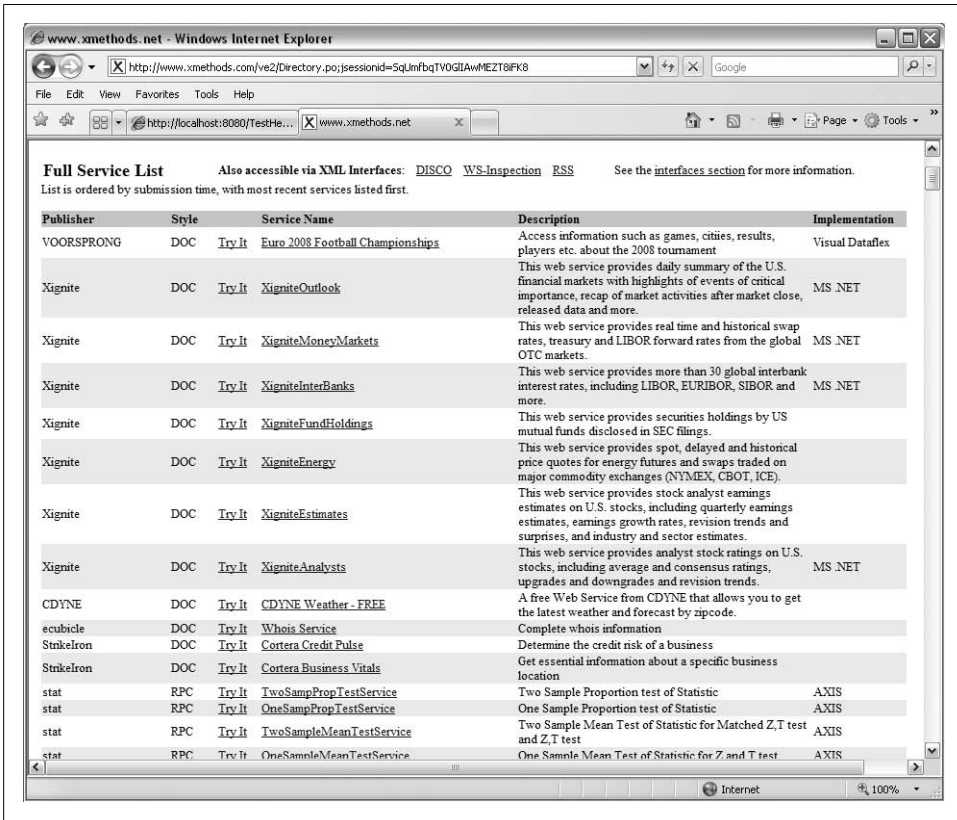 www.xmethods.net - Windows Internet Explorer
X http://www.xmethods.com/ve2/Directory.po;jsessionid=SqUmfbqTV0GlIAwMEZT8iFK8
Google
File Edit View Favorites Tools Help
http://localhost:8080/TestHe... X www.xmethods.net
Page Tools
Full Service List Also accessible via XML Interfaces: DISCO WS-Inspection RSS See the interfaces section for more information.
List is ordered by submission time, with most recent services listed first.
Publisher Style Service Name Description Implementation
VOORSPRONG DOC Try It Euro 2008 Football Championships Access information such as games, citiies, results, Visual Dataflex
players etc. about the 2008 tournament
This web service provides daily summary of the U.S.
financial markets with highlights of events of critical
Xignite DOC Try It XigniteOutlook importance, recap of market activities after market close, MS .NET
released data and more.
This web service provides real time and historical swap
Xignite DOC Try It XigniteMoneyMarkets rates, treasury and LIBOR forward rates from the global MS .NET
OTC markets.
This web service provides more than 30 global interbank
Xignite DOC Try It XigniteInterBanks interest rates, including LIBOR, EURIBOR, SIBOR and MS .NET
more.
Xignite DOC Try It XigniteFundHoldings This web service provides securities holdings by US
mutual funds disclosed in SEC filings.
This web service provides spot, delayed and historical
Xignite DOC Try It XigniteEnergy price quotes for energy futures and swaps traded on
major commodity exchanges (NYMEX, CBOT, ICE).
This web service provides stock analyst earnings
Xignite DOC Try It XigniteEstimates estimates on U.S. stocks, including quarterly earnings
estimates, earnings growth rates, revision trends and
surprises, and industry and sector estimates.
This web service provides analyst stock ratings on U.S.
Xignite DOC Try It XigniteAnalysts stocks, including average and consensus ratings, MS .NET
upgrades and downgrades and revision trends.
CDYNE DOC Try It CDYNE Weather - FREE A free Web Service from CDYNE that allows you to get
the latest weather and forecast by zipcode.
ecubicle DOC Try It Whois Service Complete whois information
StrikeIron DOC Try It Cortera Credit Pulse Determine the credit risk of a business
StrikeIron DOC Try It Cortera Business Vitals Get essential information about a specific business
location
stat RPC Try It TwoSampPropTestService Two Sample Proportion test of Statistic AXIS
stat RPC Try It OneSampPropTestService One Sample Proportion test of Statistic AXIS
stat RPC Try It TwoSampleMeanTestService Two Sample Mean Test of Statistic for Matched Z,T test AXIS
and Z,T test
stat RPC Try It OneSampleMeanTestService One Sample Mean Test of Statistic for Z and T test AXIS
Internet 100%